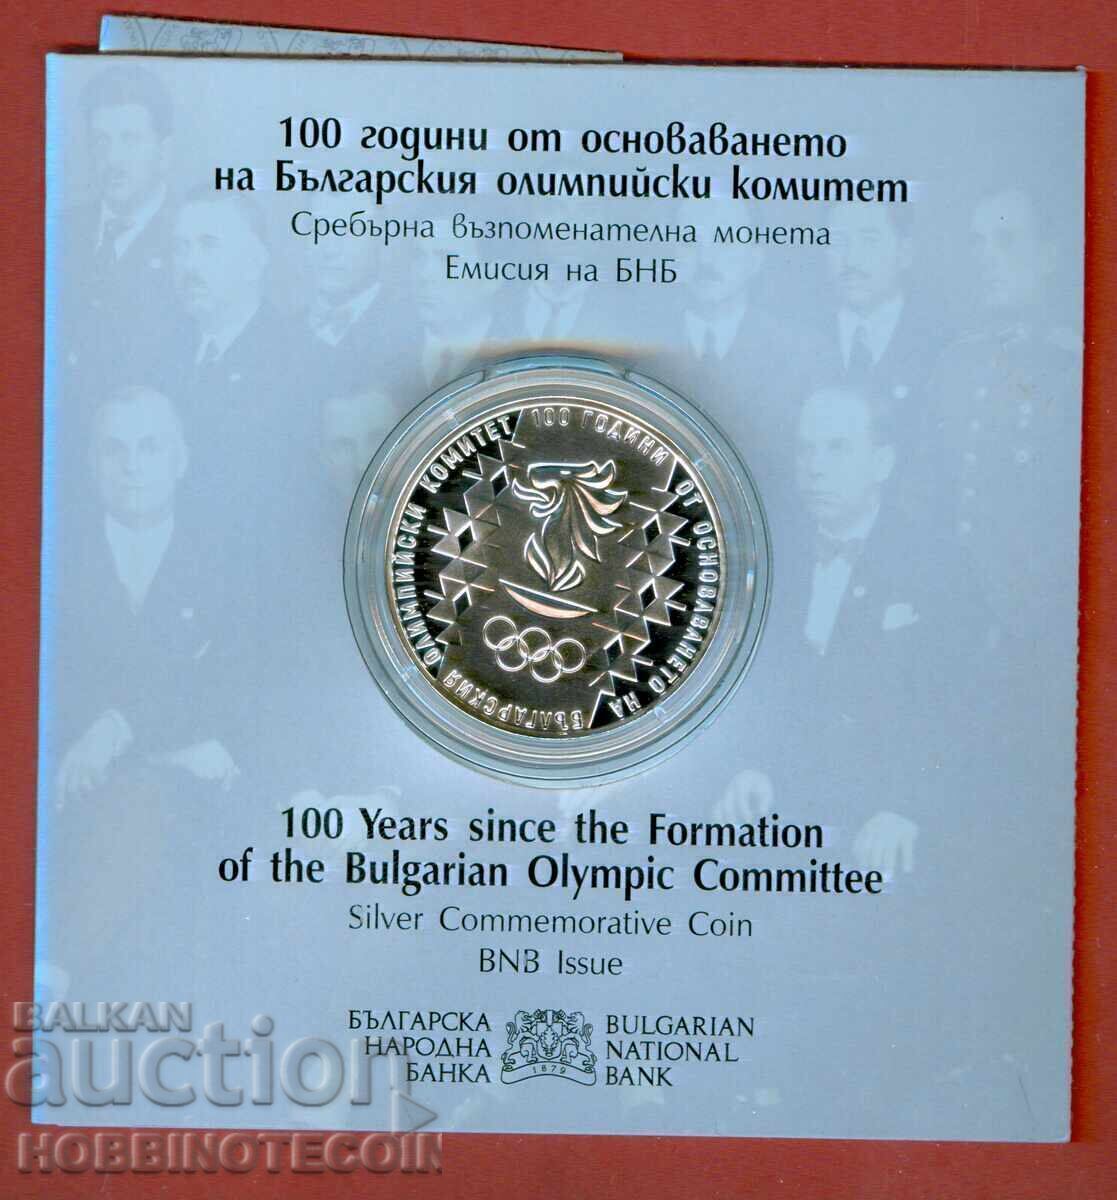 100 години от основаването
на Българския олимпийски комитет
Сребърна възпоменателна монета
Емисия на БНБ
100 ГОДИНИ ОТ ОСНОВАВАНЕТО НА БЪЛГАРСКИЯ ОЛИМПИЙСКИ КОМИТЕТ
100 Years since the Formation
of the Bulgarian Olympic Committee
Silver Commemorative Coin
BNB Issue
БЪЛГАРСКА
НАРОДНА
БАНКА
1879
BULGARIAN
NATIONAL
BANK
BALKAN
auction
HOBBINOTECOIN